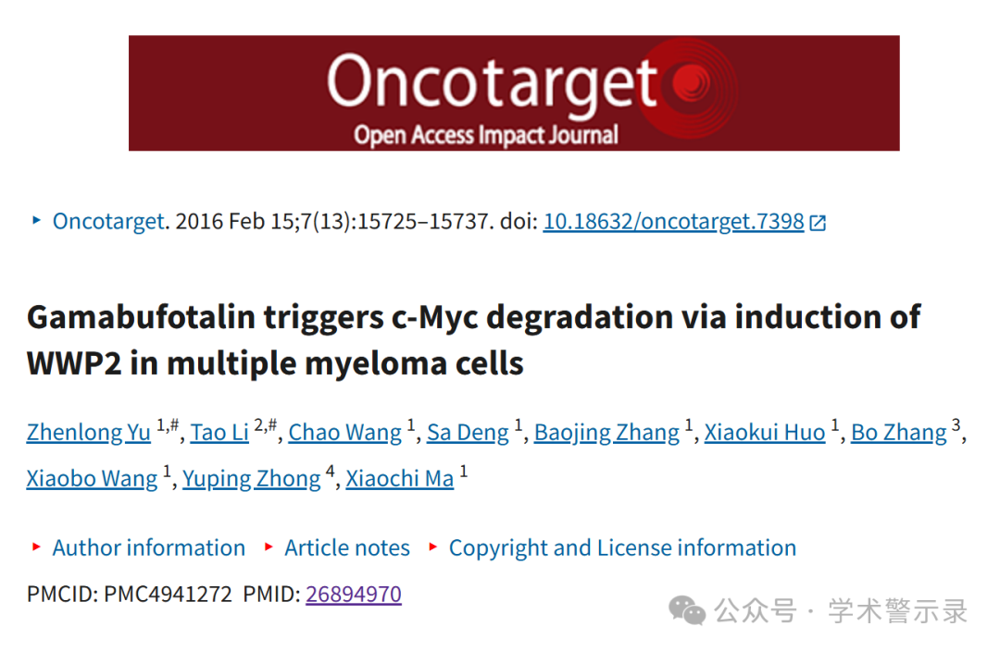 Oncotarget
Open Access Impact Journal
Oncotarget. 2016 Feb 15;7(13):15725–15737. doi: 10.18632/oncotarget.7398
Gamabufotalin triggers c-Myc degradation via induction of
WWP2 in multiple myeloma cells
Zhenlong Yu 1,#, Tao Li 2,#, Chao Wang 1, Sa Deng 1, Baojing Zhang 1, Xiaokui Huo 1, Bo Zhang 3,
Xiaobo Wang 1, Yuping Zhong 4, Xiaochi Ma 1
Author information Article notes Copyright and License information
PMCID: PMC4941272 PMID: 26894970
公众号 · 学术警示录